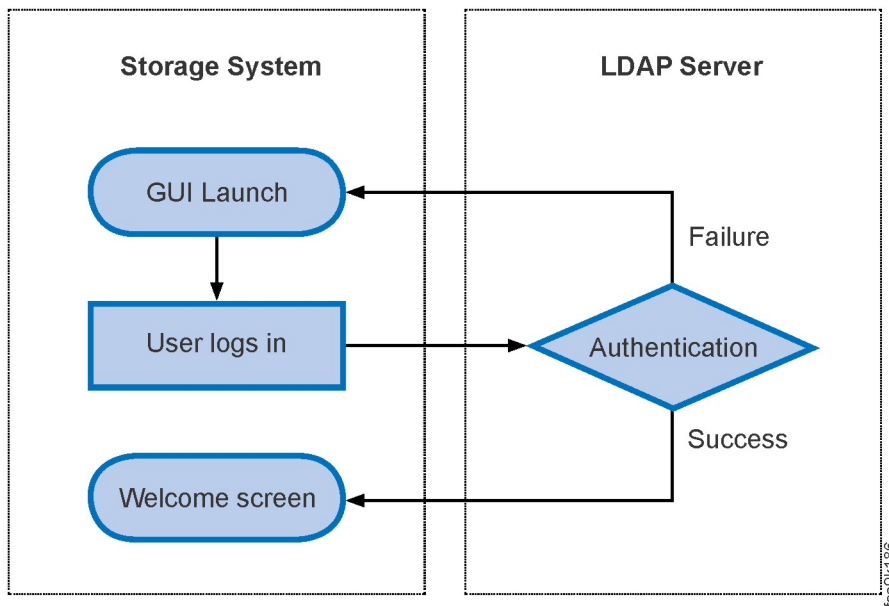 Storage System
LDAP Server
GUI Launch
Failure
User logs in
Authentication
Success
Welcome screen